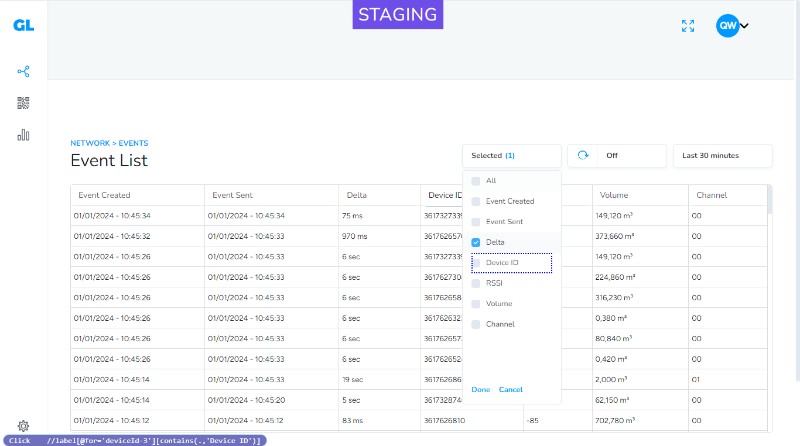 STAGING
GL
QW
NETWORK > EVENTS
Event List
Selected (1)
Off
Last 30 minutes
Event Created Event Sent Delta Device ID Volume Channel
01/01/2024 - 10:45:34 01/01/2024 - 10:45:34 75 ms 361732733 149,120 m³ 00
01/01/2024 - 10:45:32 01/01/2024 - 10:45:33 970 ms 361762657 373,660 m³ 00
01/01/2024 - 10:45:26 01/01/2024 - 10:45:33 6 sec 361732733 149,120 m³ 00
01/01/2024 - 10:45:26 01/01/2024 - 10:45:33 6 sec 361762730 224,860 m³ 00
01/01/2024 - 10:45:26 01/01/2024 - 10:45:33 6 sec 361762658 316,230 m³ 00
01/01/2024 - 10:45:26 01/01/2024 - 10:45:33 6 sec 361762632 0,380 m³ 00
01/01/2024 - 10:45:26 01/01/2024 - 10:45:33 6 sec 361762657 80,840 m³ 00
01/01/2024 - 10:45:26 01/01/2024 - 10:45:33 6 sec 361762652 0,420 m³ 00
01/01/2024 - 10:45:14 01/01/2024 - 10:45:33 19 sec 361762686 2,000 m³ 01
01/01/2024 - 10:45:14 01/01/2024 - 10:45:20 5 sec 361732874 62,150 m³ 00
01/01/2024 - 10:45:12 01/01/2024 - 10:45:12 83 ms 3617626810 -85 702,780 m³ 00
All
Event Created
Event Sent
Delta
Device ID
RSSI
Volume
Channel
Done Cancel
Click //label[@for='deviceId-3'][contains(.,'Device ID')]